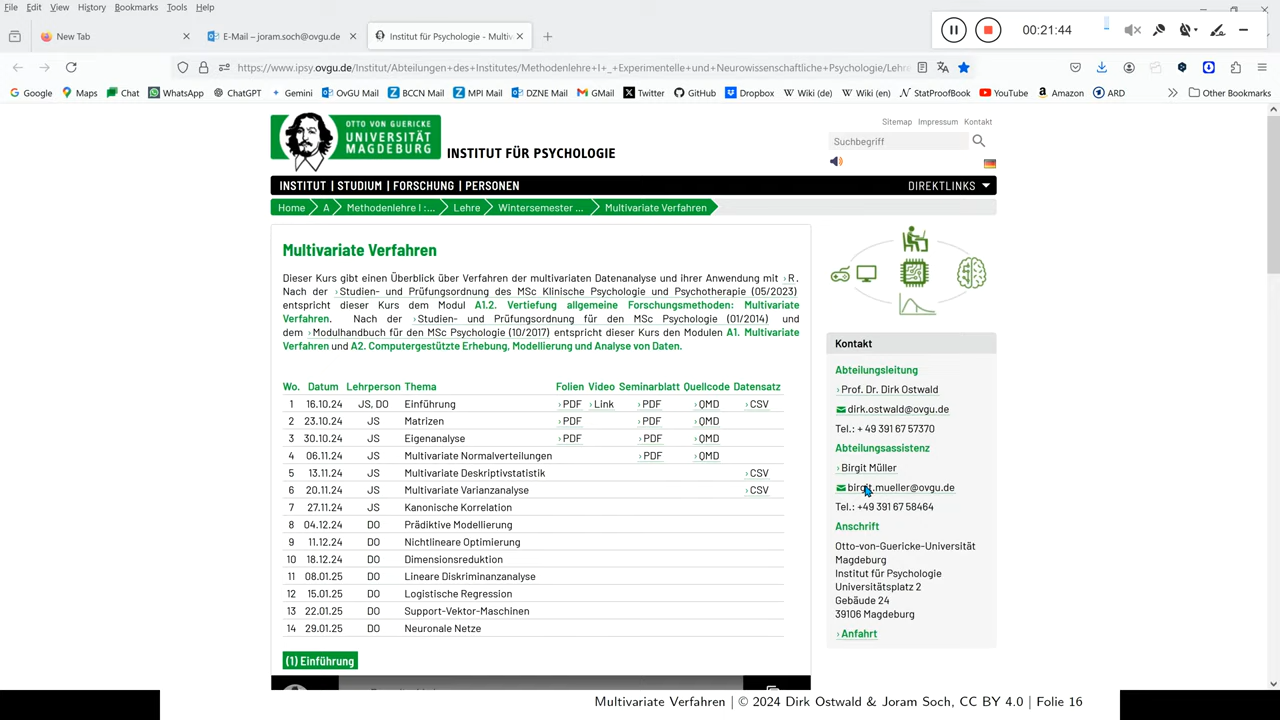 File Edit View History Bookmarks Tools Help
New Tab
E-Mail – joram.soch@ovgu.de
Institut für Psychologie - Multiv
00:21:44
https://www.ipsy.ovgu.de/Institut/Abteilungen+des+Institutes/Methodenlehre+I+_+Experimentelle+und+Neurowissenschaftliche+Psychologie/Lehre
Google Maps Chat WhatsApp ChatGPT Gemini OvGU Mail BCCN Mail MPI Mail DZNE Mail GMail Twitter GitHub Dropbox Wiki (de) Wiki (en) StatProofBook YouTube Amazon ARD Other Bookmarks
OTTO VON GUERICKE
UNIVERSITÄT
MAGDEBURG
INSTITUT FÜR PSYCHOLOGIE
Sitemap Impressum Kontakt
Suchbegriff
INSTITUT | STUDIUM | FORSCHUNG | PERSONEN
DIREKTLINKS
Home A Methodenlehre I :... Lehre Wintersemester ... Multivariate Verfahren
Multivariate Verfahren
Dieser Kurs gibt einen Überblick über Verfahren der multivariaten Datenanalyse und ihrer Anwendung mit › R.
Nach der › Studien- und Prüfungsordnung des MSc Klinische Psychologie und Psychotherapie (05/2023)
entspricht dieser Kurs dem Modul A1.2. Vertiefung allgemeine Forschungsmethoden: Multivariate
Verfahren. Nach der › Studien- und Prüfungsordnung für den MSc Psychologie (01/2014) und
dem › Modulhandbuch für den MSc Psychologie (10/2017) entspricht dieser Kurs den Modulen A1. Multivariate
Verfahren und A2. Computergestützte Erhebung, Modellierung und Analyse von Daten.
Wo. Datum Lehrperson Thema Folien Video Seminarblatt Quellcode Datensatz
1 16.10.24 JS, DO Einführung › PDF › Link › PDF › QMD › CSV
2 23.10.24 JS Matrizen › PDF › PDF › QMD
3 30.10.24 JS Eigenanalyse › PDF › PDF › QMD
4 06.11.24 JS Multivariate Normalverteilungen › PDF › QMD
5 13.11.24 JS Multivariate Deskriptivstatistik › CSV
6 20.11.24 JS Multivariate Varianzanalyse › CSV
7 27.11.24 JS Kanonische Korrelation
8 04.12.24 DO Prädiktive Modellierung
9 11.12.24 DO Nichtlineare Optimierung
10 18.12.24 DO Dimensionsreduktion
11 08.01.25 DO Lineare Diskriminanzanalyse
12 15.01.25 DO Logistische Regression
13 22.01.25 DO Support-Vektor-Maschinen
14 29.01.25 DO Neuronale Netze
(1) Einführung
Kontakt
Abteilungsleitung
› Prof. Dr. Dirk Ostwald
dirk.ostwald@ovgu.de
Tel.: + 49 391 67 57370
Abteilungsassistenz
› Birgit Müller
birgit.mueller@ovgu.de
Tel.: +49 391 67 58464
Anschrift
Otto-von-Guericke-Universität
Magdeburg
Institut für Psychologie
Universitätsplatz 2
Gebäude 24
39106 Magdeburg
› Anfahrt
Multivariate Verfahren | © 2024 Dirk Ostwald & Joram Soch, CC BY 4.0 | Folie 16